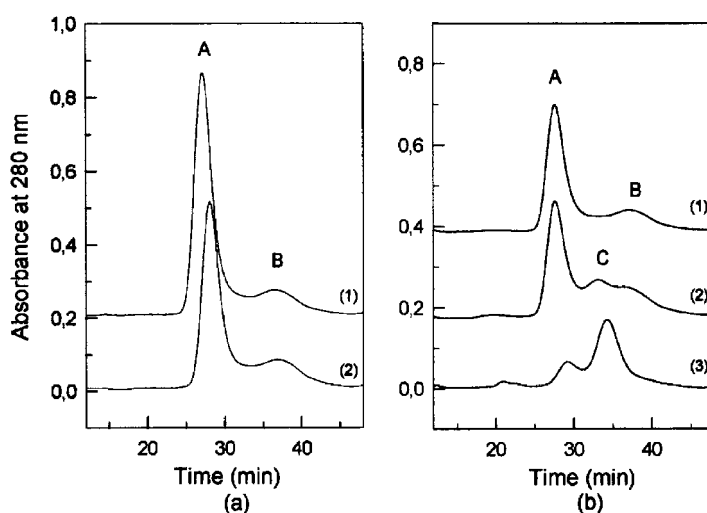 Absorbance at 280 nm
1,0
0,8
0,6
0,4
0,2
0,0
A
B
(1)
(2)
20 30 40
Time (min)
(a)
0,8
0,6
0,4
0,2
0,0
A
B
(1)
C
(2)
(3)
20 30 40
Time (min)
(b)